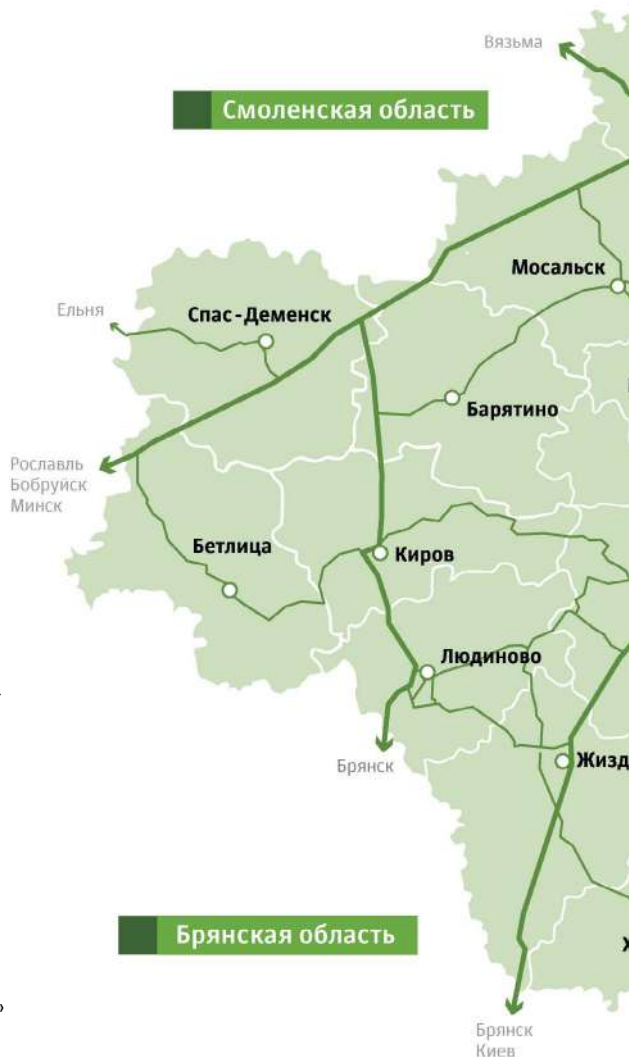 Вязьма
Смоленская область
Мосальск
Ельня
Спас-Деменск
Барятино
Рославль
Бобруйск
Минск
Бетлица
Киров
Людиново
Брянск
Жизд
Брянская область
Х
»
Брянск
Киев